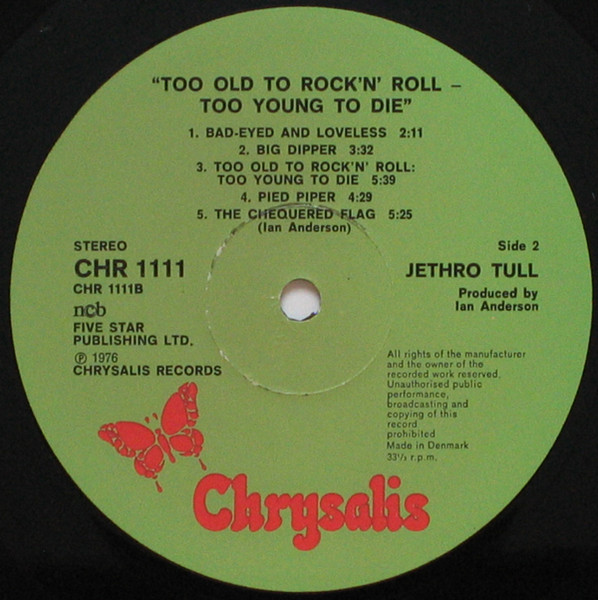 "TOO OLD TO ROCK'N' ROLL –
TOO YOUNG TO DIE"
1. BAD-EYED AND LOVELESS 2:11
2. BIG DIPPER 3:32
3. TOO OLD TO ROCK'N' ROLL:
TOO YOUNG TO DIE 5:39
4. PIED PIPER 4:29
5. THE CHEQUERED FLAG 5:25
(Ian Anderson)
STEREO
CHR 1111
CHR 1111B
ncb
FIVE STAR
PUBLISHING LTD.
℗ 1976
CHRYSALIS RECORDS
Side 2
JETHRO TULL
Produced by
Ian Anderson
All rights of the manufacturer
and the owner of the
recorded work reserved.
Unauthorised public
performance,
broadcasting and
copying of this
record
prohibited
Made in Denmark
33⅓ r.p.m.
Chrysalis